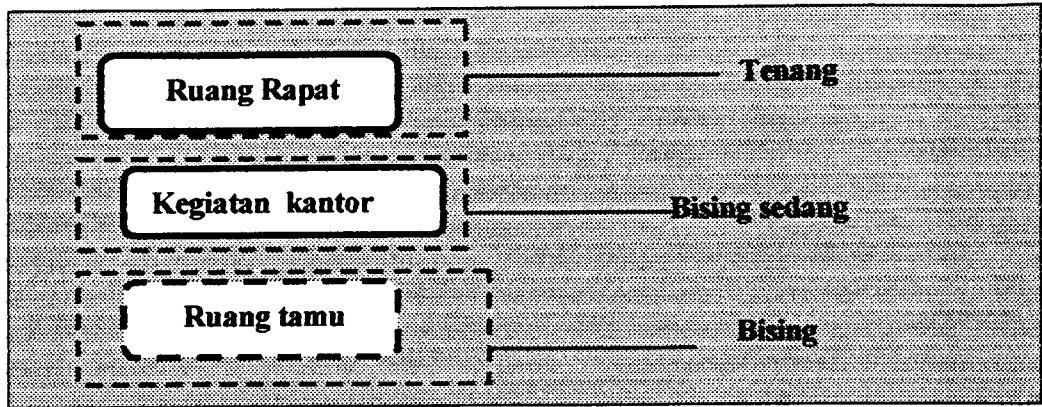 Ruang Rapat
Tenang
Kegiatan kantor
Bising sedang
Ruang tamu
Bising